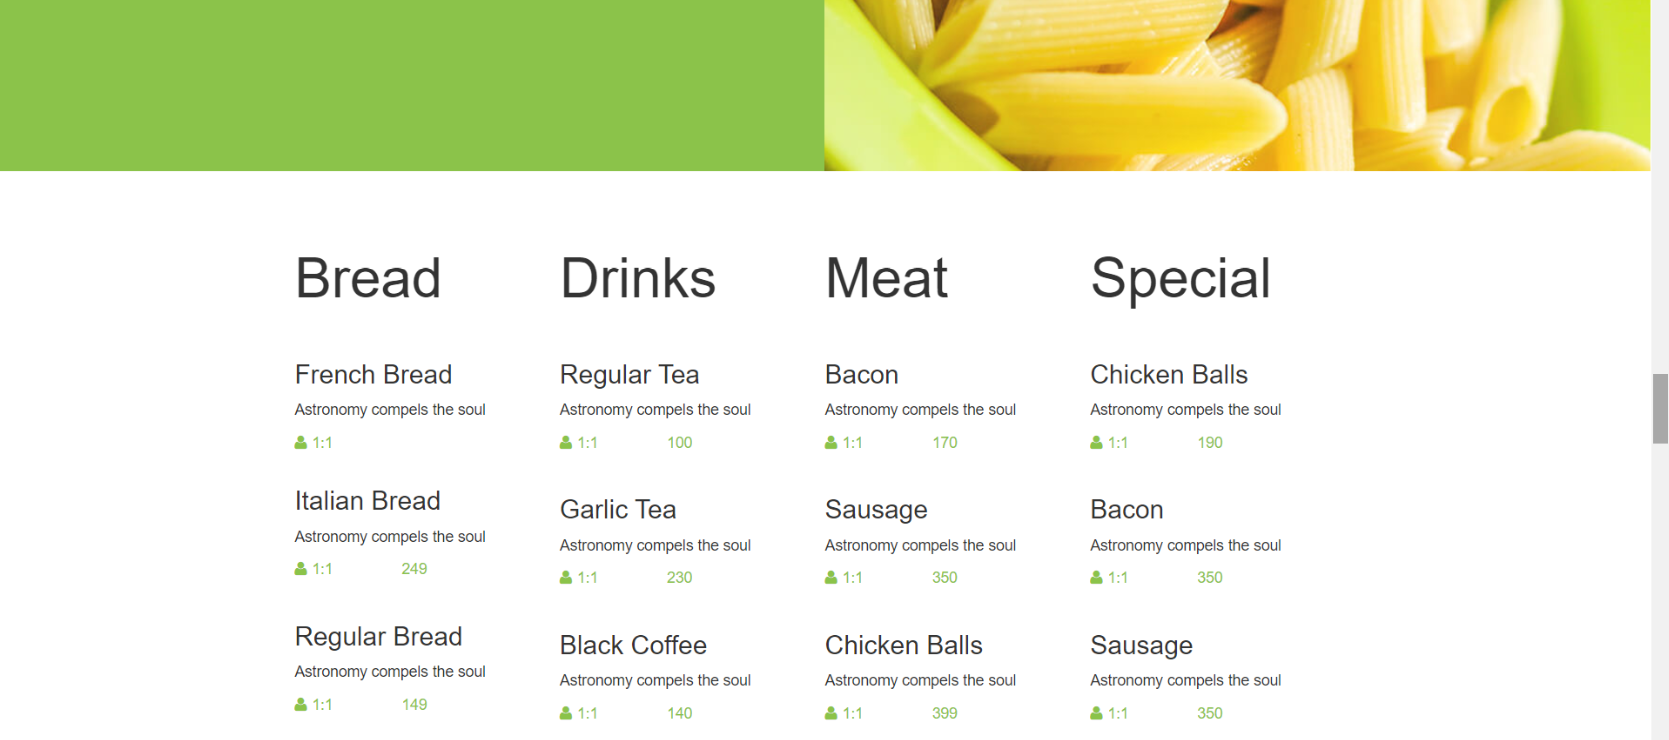 Bread
French Bread
Astronomy compels the soul
1:1
Italian Bread
Astronomy compels the soul
1:1 249
Regular Bread
Astronomy compels the soul
1:1 149
Drinks
Regular Tea
Astronomy compels the soul
1:1 100
Garlic Tea
Astronomy compels the soul
1:1 230
Black Coffee
Astronomy compels the soul
1:1 140
Meat
Bacon
Astronomy compels the soul
1:1 170
Sausage
Astronomy compels the soul
1:1 350
Chicken Balls
Astronomy compels the soul
1:1 399
Special
Chicken Balls
Astronomy compels the soul
1:1 190
Bacon
Astronomy compels the soul
1:1 350
Sausage
Astronomy compels the soul
1:1 350